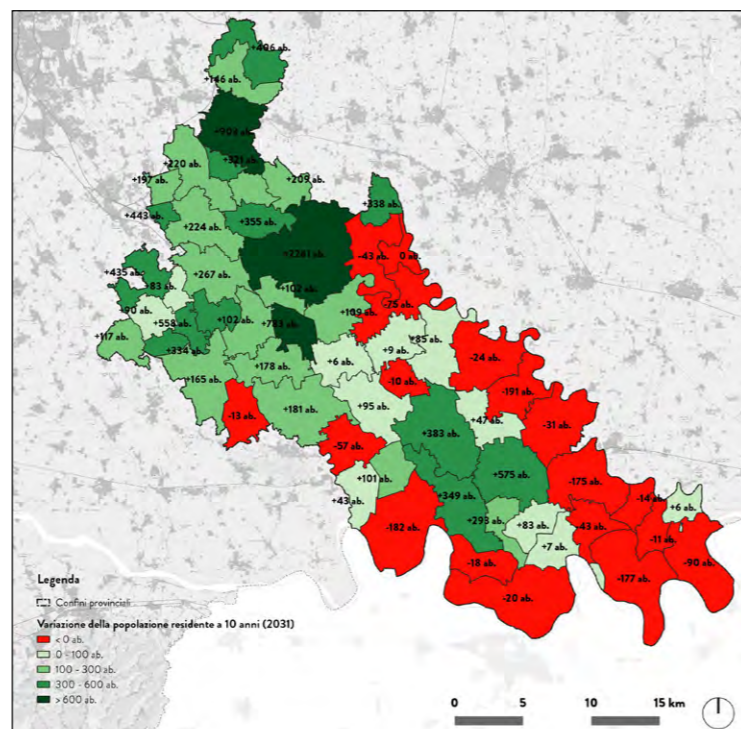 +406 ab.
+146 ab.
+321 ab.
+220 ab.
+197 ab.
+209 ab.
+443 ab.
+338 ab.
+224 ab.
+355 ab.
+2281 ab.
-43 ab.
0 ab.
+435 ab.
+267 ab.
+83 ab.
+102 ab.
-75 ab.
+90 ab.
+109 ab.
+558 ab.
+102 ab.
+783 ab.
+117 ab.
+334 ab.
+85 ab.
+9 ab.
+6 ab.
-24 ab.
+178 ab.
+165 ab.
-10 ab.
-191 ab.
+181 ab.
+95 ab.
-13 ab.
+47 ab.
-31 ab.
+383 ab.
-57 ab.
+101 ab.
+575 ab.
-175 ab.
+43 ab.
+349 ab.
-14 ab.
+6 ab.
-182 ab.
+293 ab.
+83 ab.
-43 ab.
-11 ab.
+7 ab.
-18 ab.
-90 ab.
-177 ab.
-20 ab.
Legenda
Confini provinciali
Variazione della popolazione residente a 10 anni (2031)
< 0 ab.
0 - 100 ab.
100 - 300 ab.
300 - 600 ab.
> 600 ab.
0 5 10 15 km